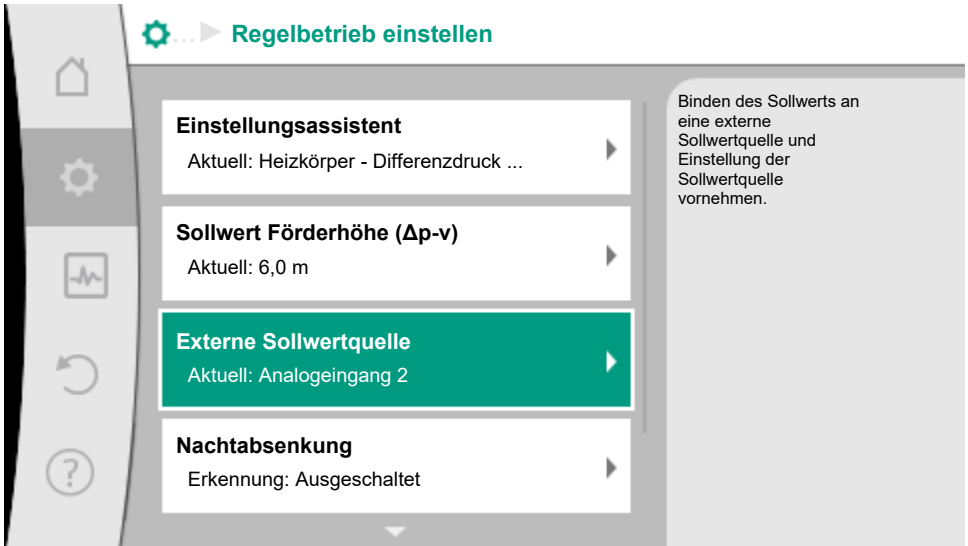 Regelbetrieb einstellen
Einstellungsassistent
Aktuell: Heizkörper - Differenzdruck ...
Sollwert Förderhöhe (Δp-v)
Aktuell: 6,0 m
Externe Sollwertquelle
Aktuell: Analogeingang 2
Nachtabsenkung
Erkennung: Ausgeschaltet
Binden des Sollwerts an
eine externe
Sollwertquelle und
Einstellung der
Sollwertquelle
vornehmen.